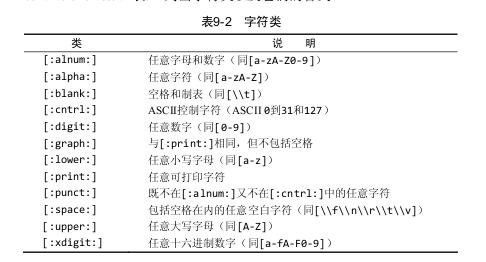 表9-2 字符类
类 说 明
[:alnum:] 任意字母和数字（同[a-zA-Z0-9]）
[:alpha:] 任意字符（同[a-zA-Z]）
[:blank:] 空格和制表（同[\\t]）
[:cntrl:] ASCII控制字符（ASCII 0到31和127）
[:digit:] 任意数字（同[0-9]）
[:graph:] 与[:print:]相同，但不包括空格
[:lower:] 任意小写字母（同[a-z]）
[:print:] 任意可打印字符
[:punct:] 既不在[:alnum:]又不在[:cntrl:]中的任意字符
[:space:] 包括空格在内的任意空白字符（同[\\f\\n\\r\\t\\v]）
[:upper:] 任意大写字母（同[A-Z]）
[:xdigit:] 任意十六进制数字（同[a-fA-F0-9]）